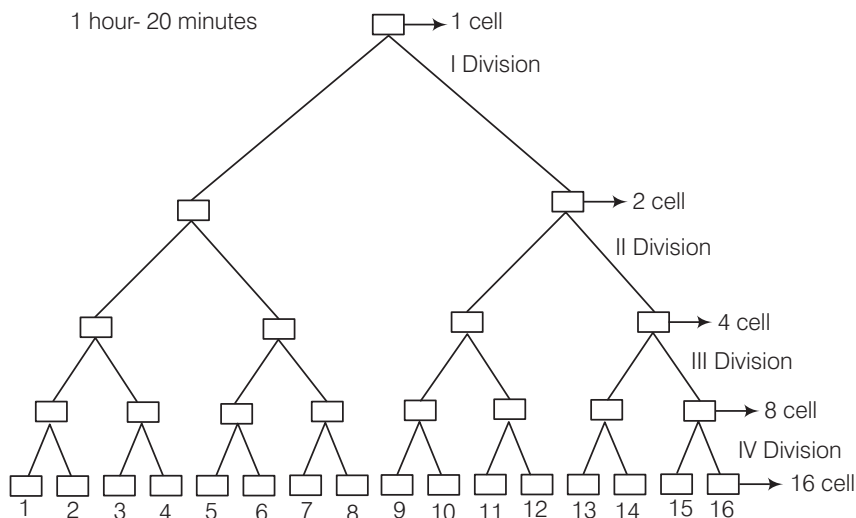 1 hour- 20 minutes
1 cell
I Division
2 cell
II Division
4 cell
III Division
8 cell
IV Division
16 cell
1 2 3 4 5 6 7 8 9 10 11 12 13 14 15 16